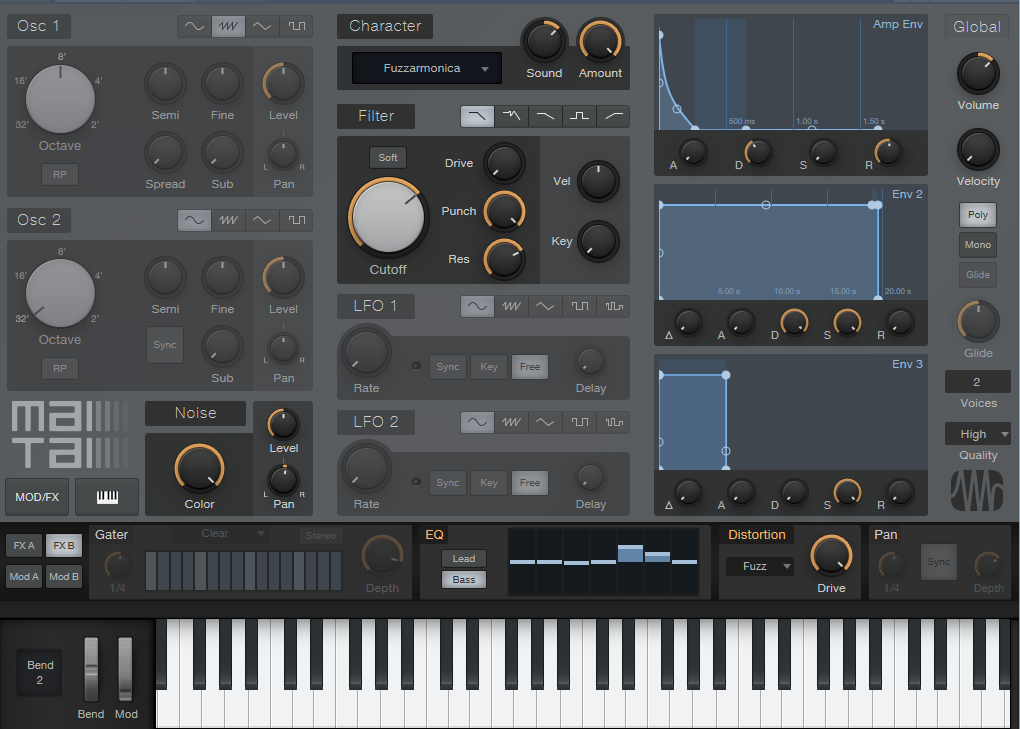 Osc 1
8'
16'
4'
32'
2'
Octave
RP
Semi
Fine
Level
Spread
Sub
L
R
Pan
Osc 2
8'
16'
4'
32'
2'
Octave
RP
Semi
Fine
Level
Sync
Sub
L
R
Pan
mai
tai
MOD/FX
Noise
Color
Level
L
R
Pan
Character
Fuzzarmonica
Sound
Amount
Filter
Soft
Cutoff
Drive
Punch
Res
Vel
Key
LFO 1
Rate
Sync
Key
Free
Delay
LFO 2
Rate
Sync
Key
Free
Delay
Amp Env
500 ms
1.00 s
1.50 s
A
D
S
R
Env 2
5.00 s
10.00 s
15.00 s
20.00 s
Δ
A
D
S
R
Env 3
Δ
A
D
S
R
Global
Volume
Velocity
Poly
Mono
Glide
Glide
2
Voices
High
Quality
FX A
FX B
Mod A
Mod B
Gater
Clear
Stereo
1/4
Depth
EQ
Lead
Bass
Distortion
Fuzz
Drive
Pan
Sync
1/4
Depth
Bend
2
Bend
Mod